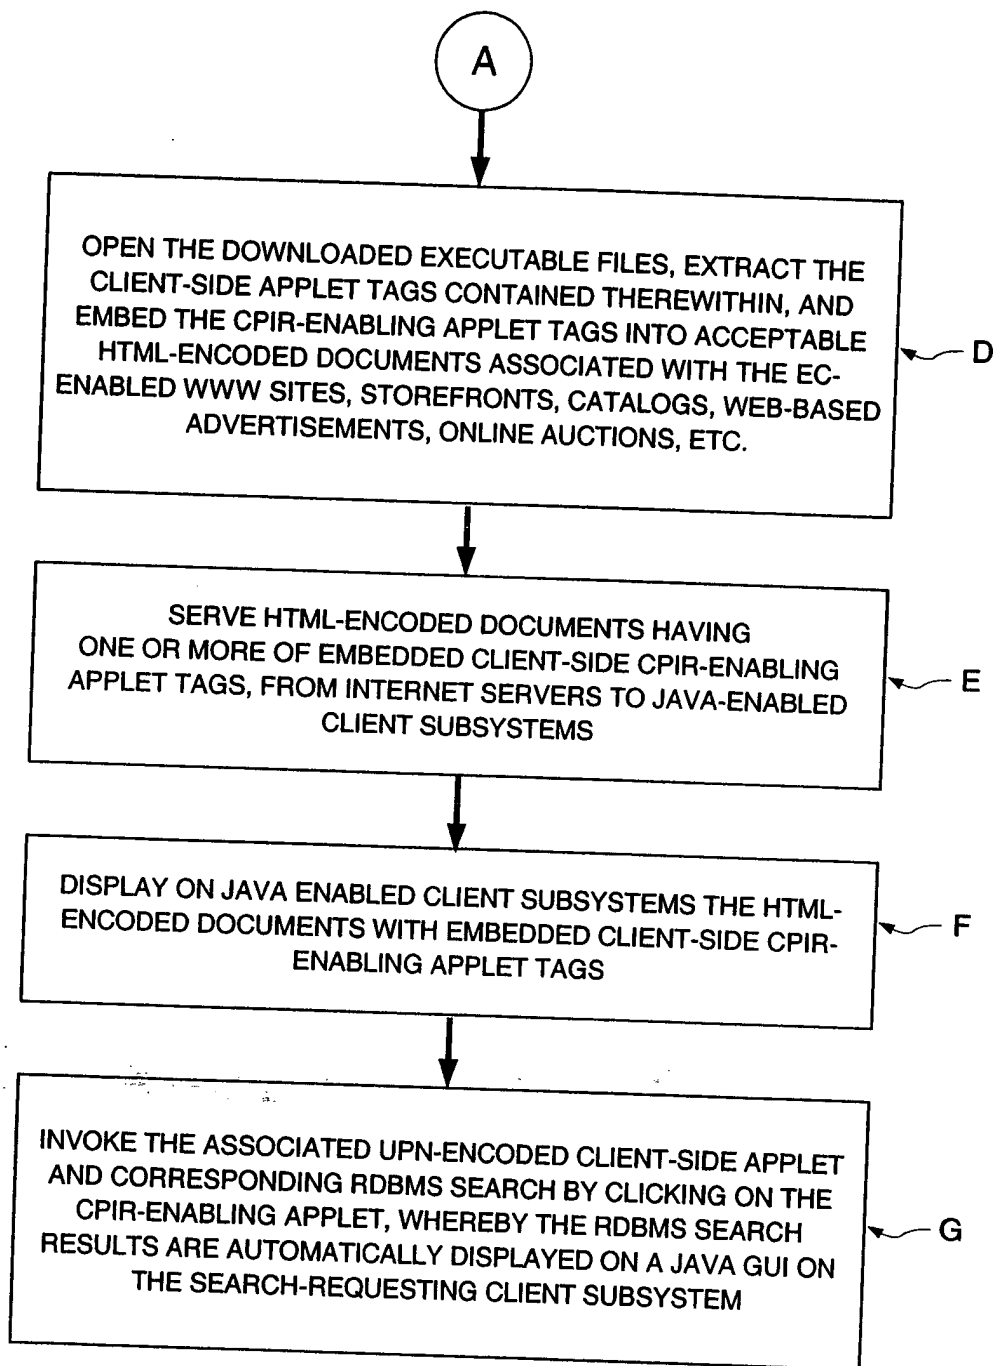 A
OPEN THE DOWNLOADED EXECUTABLE FILES, EXTRACT THE
CLIENT-SIDE APPLET TAGS CONTAINED THEREWITHIN, AND
EMBED THE CPIR-ENABLING APPLET TAGS INTO ACCEPTABLE
HTML-ENCODED DOCUMENTS ASSOCIATED WITH THE EC-
ENABLED WWW SITES, STOREFRONTS, CATALOGS, WEB-BASED
ADVERTISEMENTS, ONLINE AUCTIONS, ETC.
D
SERVE HTML-ENCODED DOCUMENTS HAVING
ONE OR MORE OF EMBEDDED CLIENT-SIDE CPIR-ENABLING
APPLET TAGS, FROM INTERNET SERVERS TO JAVA-ENABLED
CLIENT SUBSYSTEMS
E
DISPLAY ON JAVA ENABLED CLIENT SUBSYSTEMS THE HTML-
ENCODED DOCUMENTS WITH EMBEDDED CLIENT-SIDE CPIR-
ENABLING APPLET TAGS
F
INVOKE THE ASSOCIATED UPN-ENCODED CLIENT-SIDE APPLET
AND CORRESPONDING RDBMS SEARCH BY CLICKING ON THE
CPIR-ENABLING APPLET, WHEREBY THE RDBMS SEARCH
RESULTS ARE AUTOMATICALLY DISPLAYED ON A JAVA GUI ON
THE SEARCH-REQUESTING CLIENT SUBSYSTEM
G